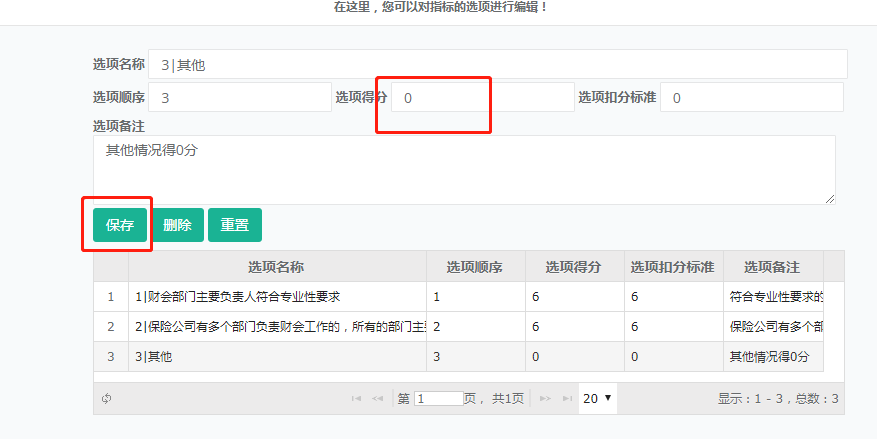 在这里，您可以对指标的选项进行编辑！
选项名称 3|其他
选项顺序 3 选项得分 0 选项扣分标准 0
选项备注
其他情况得0分
保存 删除 重置
选项名称 选项顺序 选项得分 选项扣分标准 选项备注
1 1|财会部门主要负责人符合专业性要求 1 6 6 符合专业性要求的
2 2|保险公司有多个部门负责财会工作的，所有的部门主要 2 6 6 保险公司有多个部
3 3|其他 3 0 0 其他情况得0分
第 1 页， 共1页 20 显示：1 - 3，总数：3